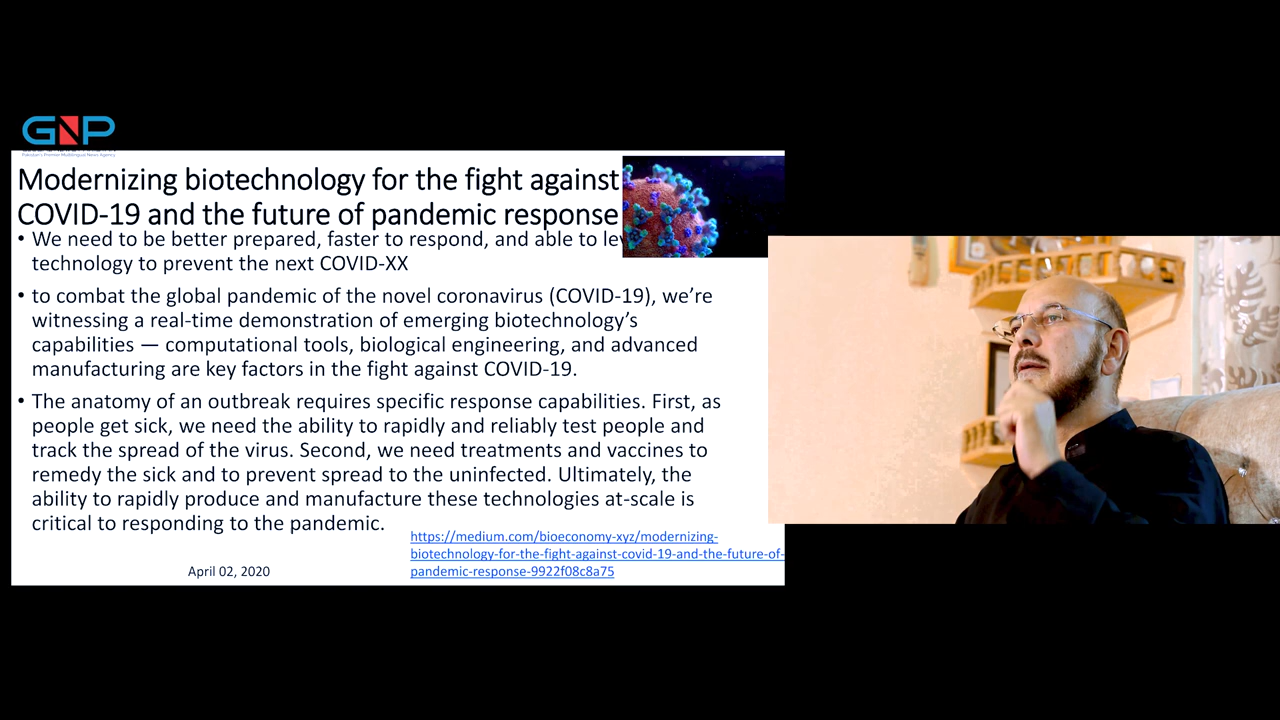 GNP
Pakistan's Premier Multilingual News Agency
Modernizing biotechnology for the fight against
COVID-19 and the future of pandemic response
• We need to be better prepared, faster to respond, and able to
technology to prevent the next COVID-XX
• to combat the global pandemic of the novel coronavirus (COVID-19), we’re
witnessing a real-time demonstration of emerging biotechnology’s
capabilities — computational tools, biological engineering, and advanced
manufacturing are key factors in the fight against COVID-19.
• The anatomy of an outbreak requires specific response capabilities. First, as
people get sick, we need the ability to rapidly and reliably test people and
track the spread of the virus. Second, we need treatments and vaccines to
remedy the sick and to prevent spread to the uninfected. Ultimately, the
ability to rapidly produce and manufacture these technologies at-scale is
critical to responding to the pandemic.
https://medium.com/bioeconomy-xyz/modernizing-
biotechnology-for-the-fight-against-covid-19-and-the-future-of-
pandemic-response-9922f08c8a75
April 02, 2020